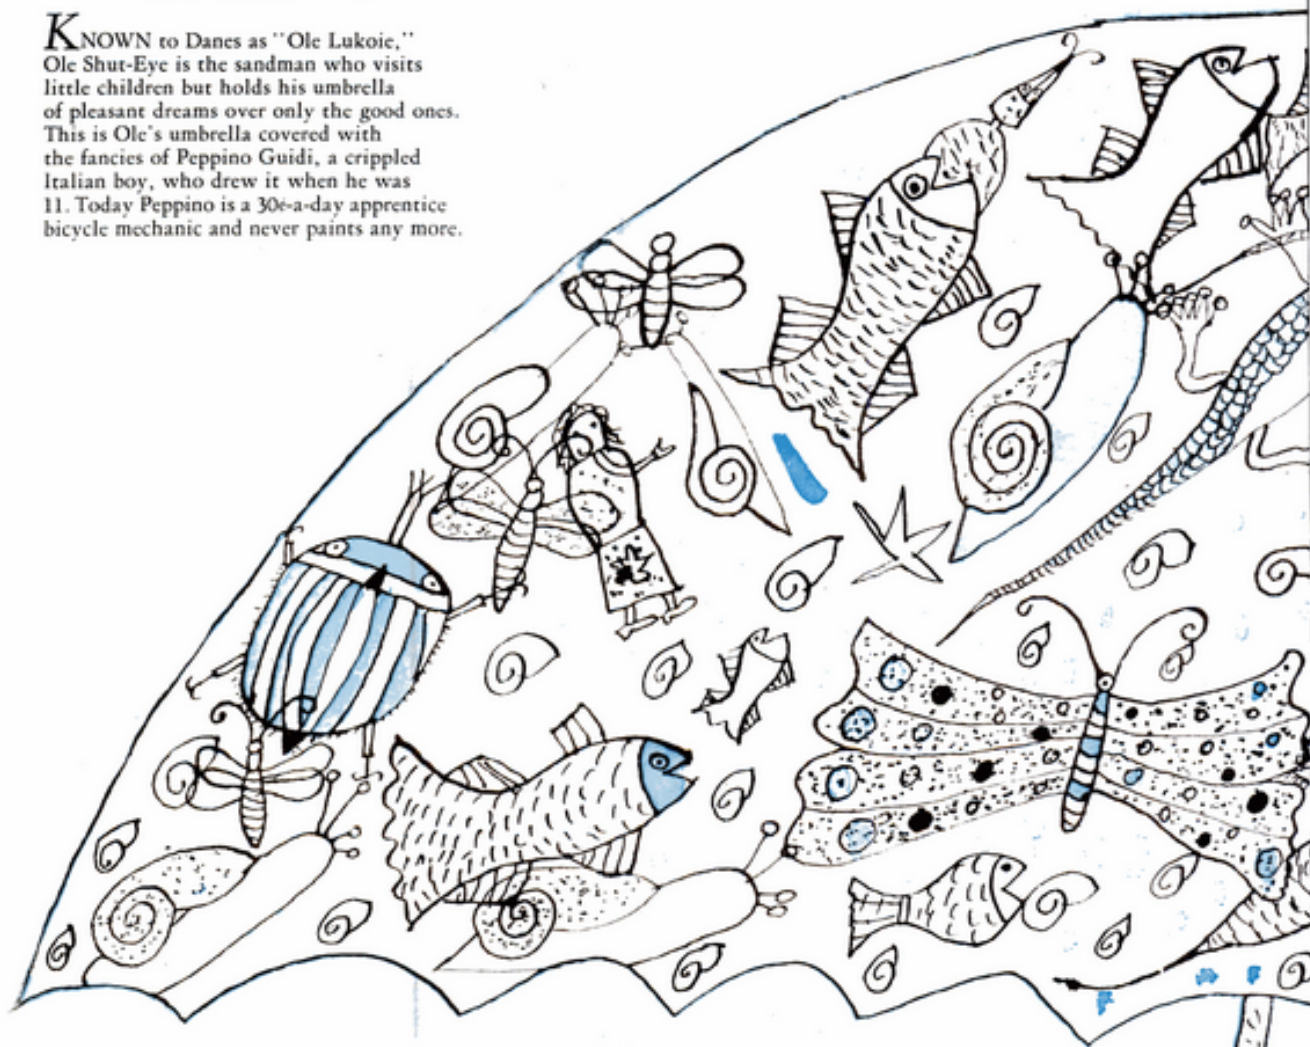 KNOWN to Danes as "Ole Lukoie,"
Ole Shut-Eye is the sandman who visits
little children but holds his umbrella
of pleasant dreams over only the good ones.
This is Ole's umbrella covered with
the fancies of Peppino Guidi, a crippled
Italian boy, who drew it when he was
11. Today Peppino is a 30¢-a-day apprentice
bicycle mechanic and never paints any more.